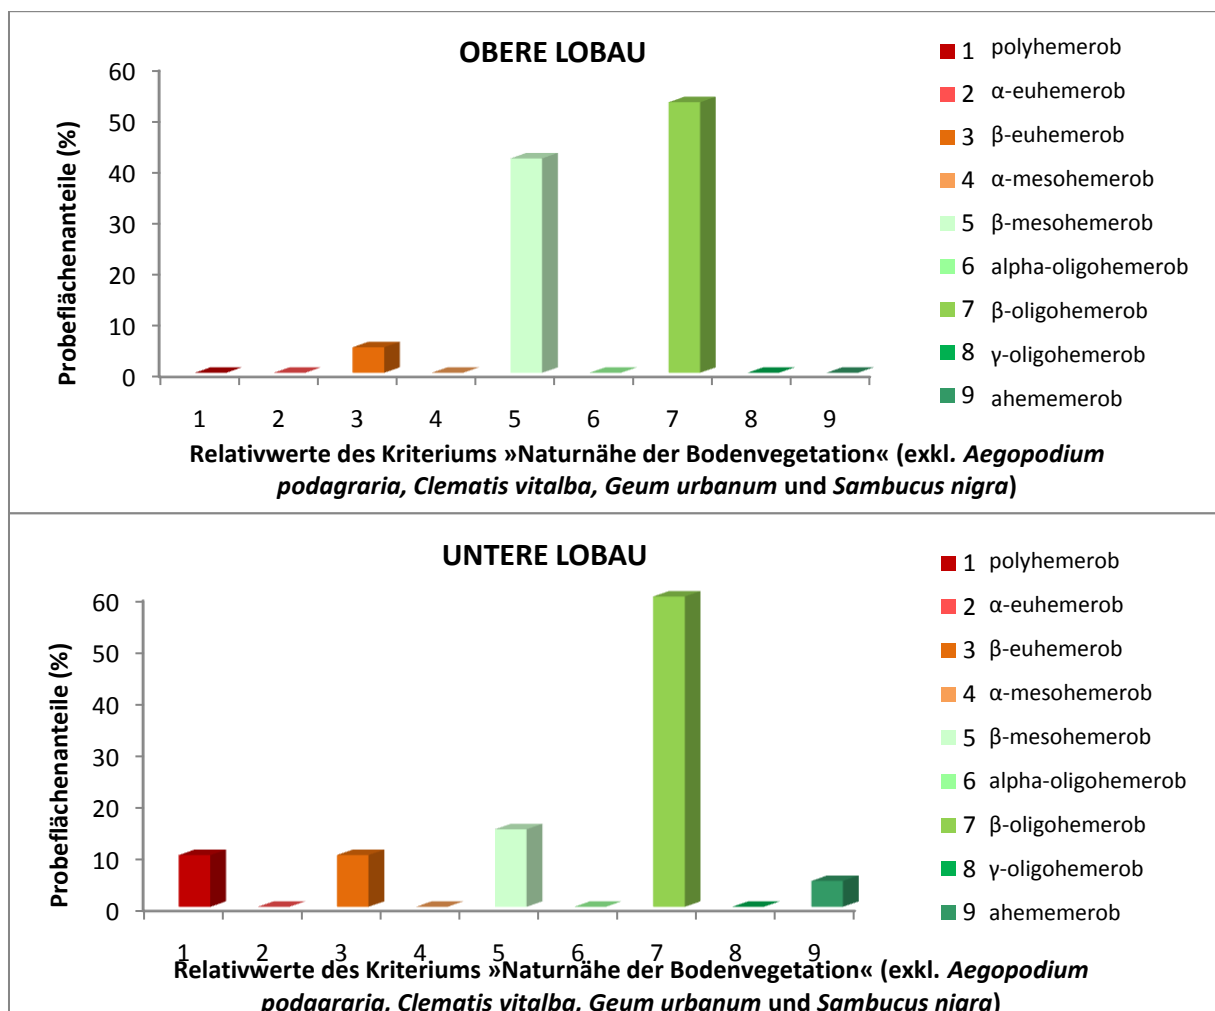 OBERE LOBAU
Probeflächenanteile (%)
60
50
40
30
20
10
0
1 2 3 4 5 6 7 8 9
Relativwerte des Kriteriums »Naturnähe der Bodenvegetation« (exkl. Aegopodium
podagraria, Clematis vitalba, Geum urbanum und Sambucus nigra)
1 polyhemerob
2 α-euhemerob
3 β-euhemerob
4 α-mesohemerob
5 β-mesohemerob
6 alpha-oligohemerob
7 β-oligohemerob
8 γ-oligohemerob
9 ahememerob
UNTERE LOBAU
Probeflächenanteile (%)
60
50
40
30
20
10
0
1 2 3 4 5 6 7 8 9
Relativwerte des Kriteriums »Naturnähe der Bodenvegetation« (exkl. Aegopodium
podagraria, Clematis vitalba, Geum urbanum und Sambucus nigra)
1 polyhemerob
2 α-euhemerob
3 β-euhemerob
4 α-mesohemerob
5 β-mesohemerob
6 alpha-oligohemerob
7 β-oligohemerob
8 γ-oligohemerob
9 ahememerob